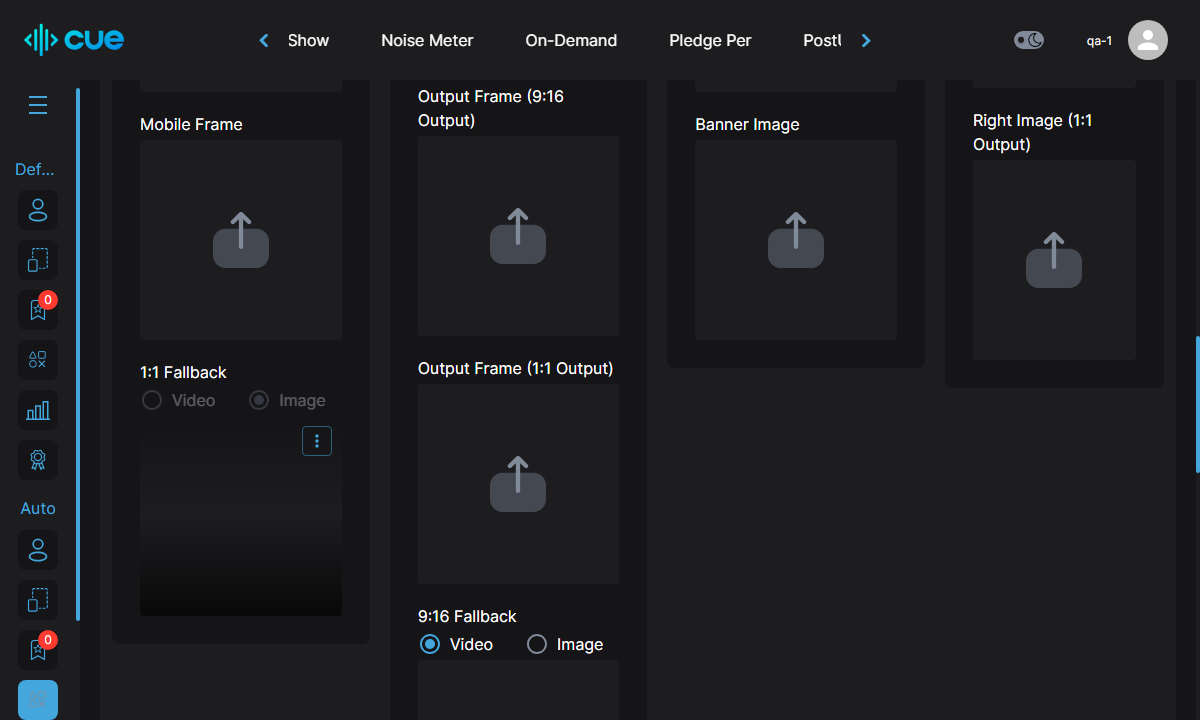 cue
Show
Noise Meter
On-Demand
Pledge Per
qa-1
Def...
0
Auto
0
Mobile Frame
1:1 Fallback
Video
Image
Output Frame (9:16
Output)
Output Frame (1:1 Output)
9:16 Fallback
Video
Image
Banner Image
Right Image (1:1
Output)